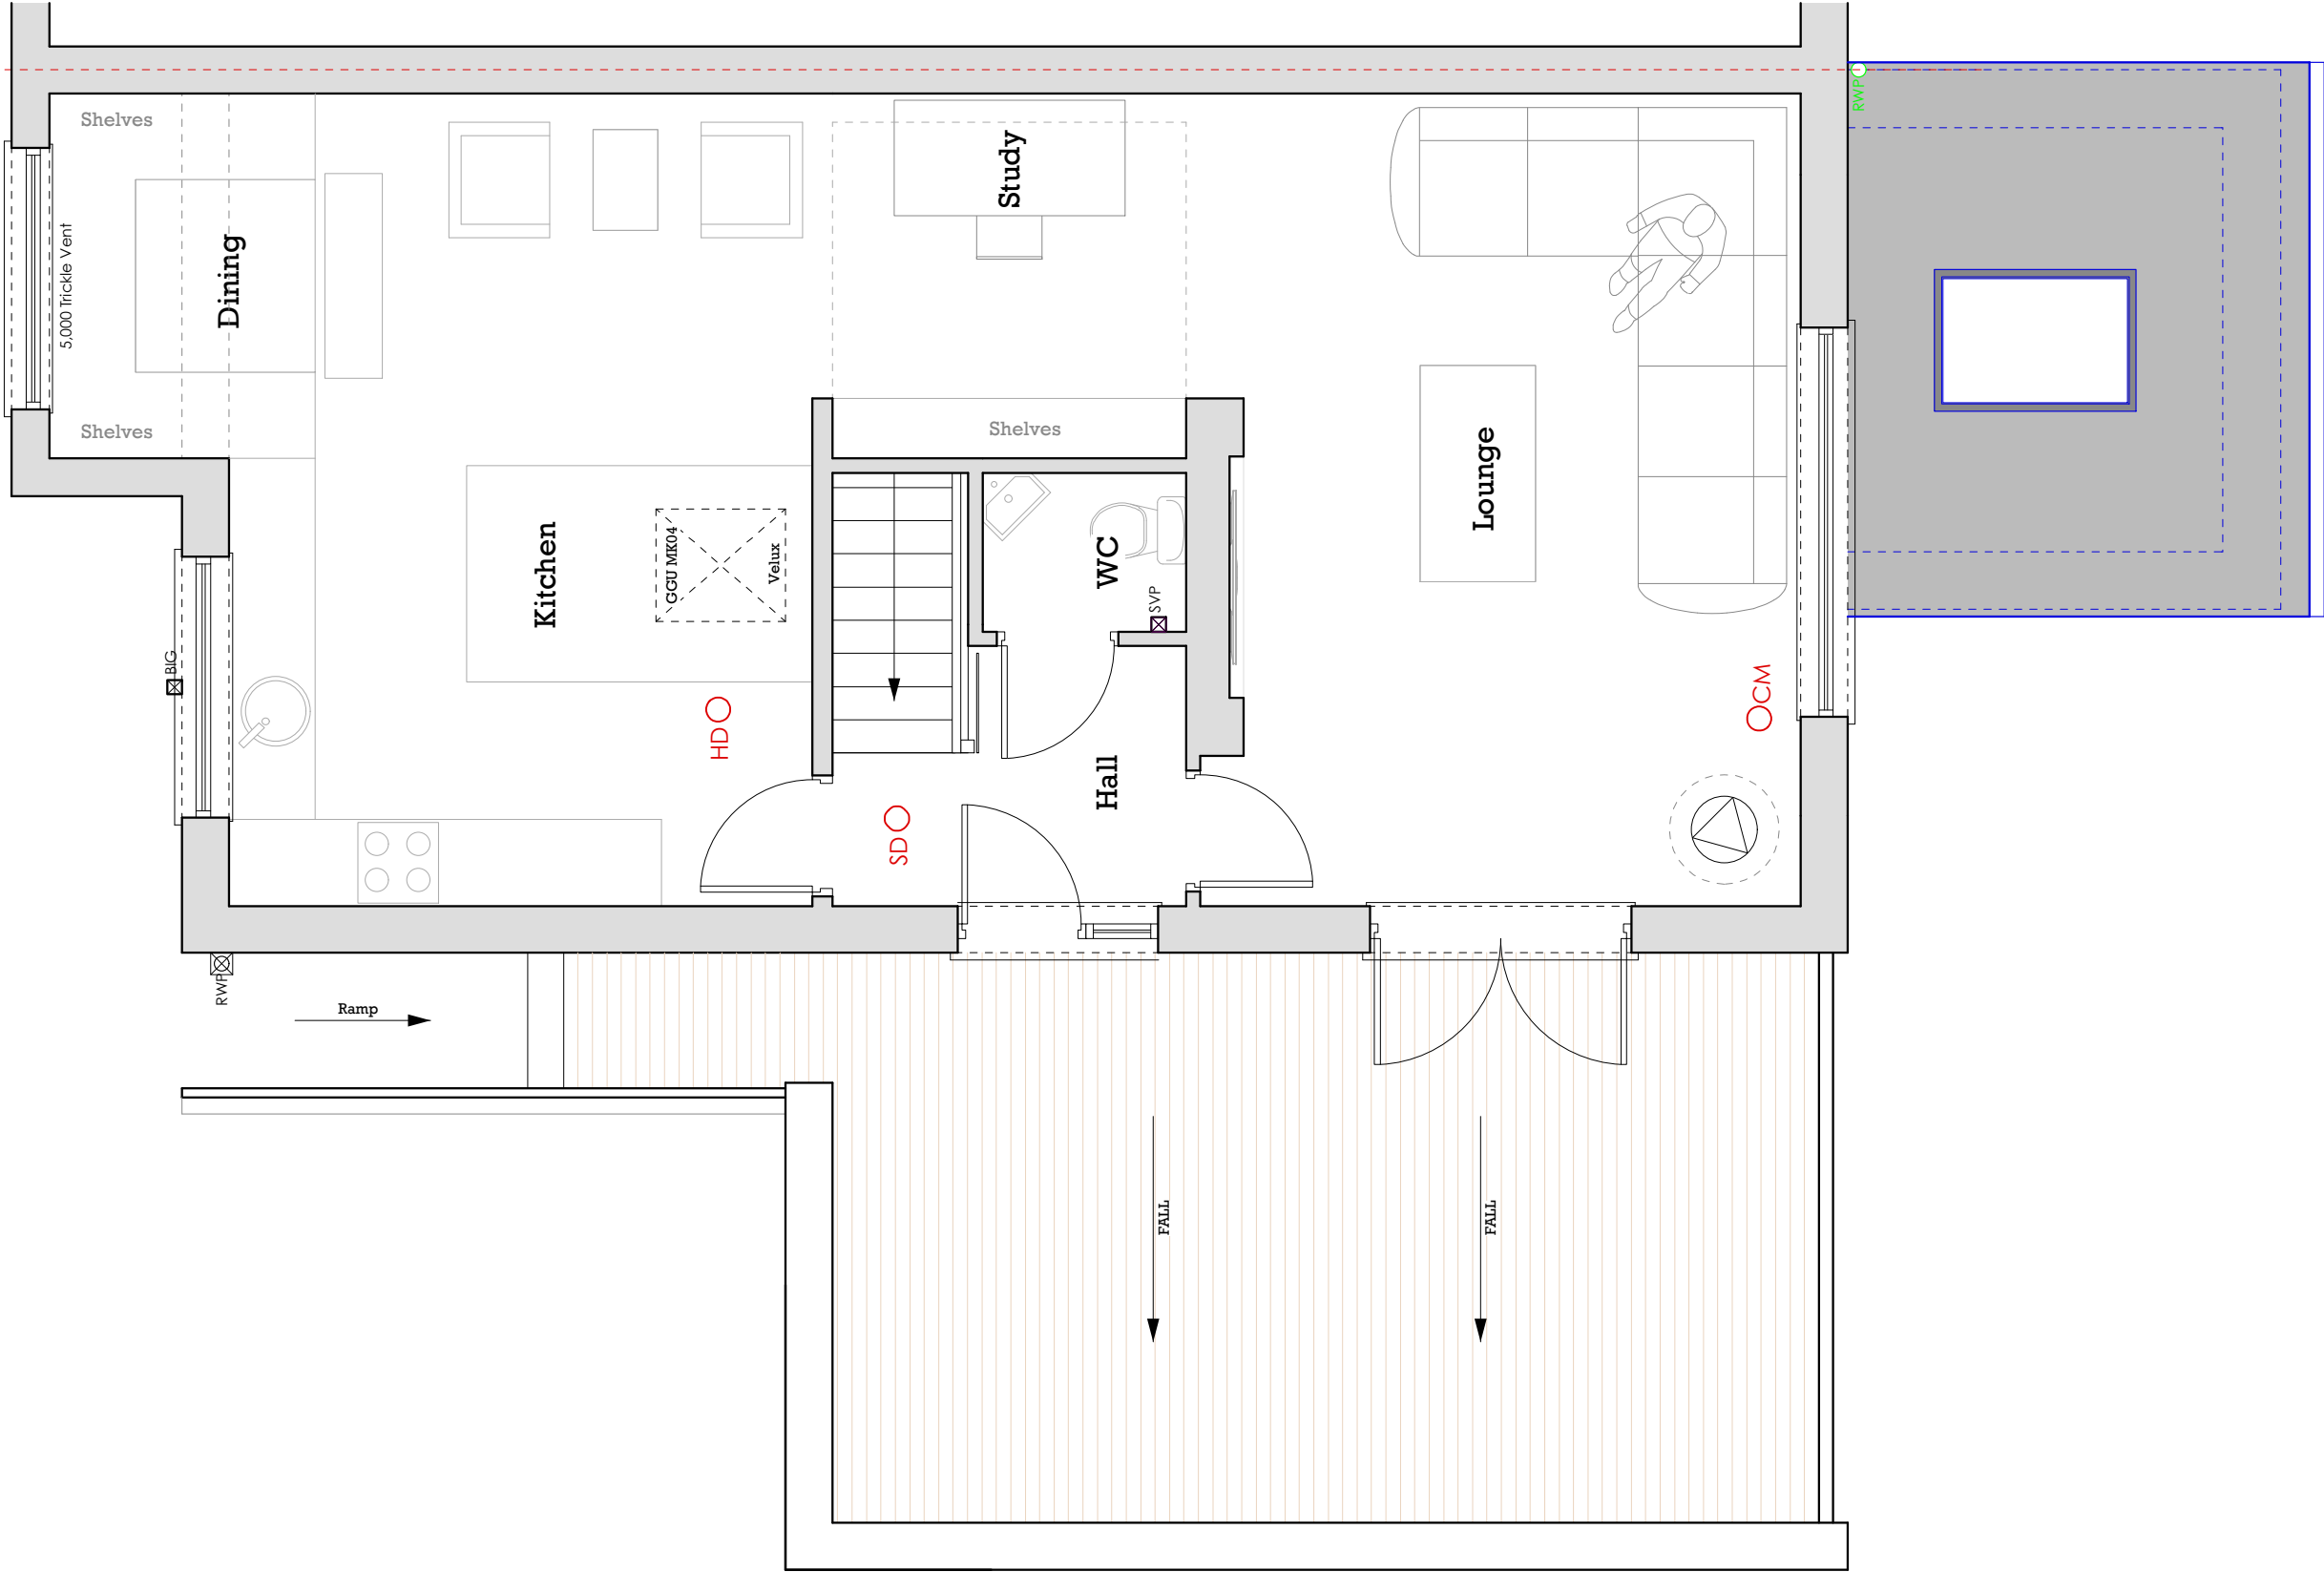 RWP
Shelves
Study
Dining
5,000 Trickle Vent
Shelves
Shelves
Lounge
Kitchen
GGU MK04
Velux
WC
SVP
BIG
HD
CM
Hall
SD
RWP
Ramp
FALL
FALL